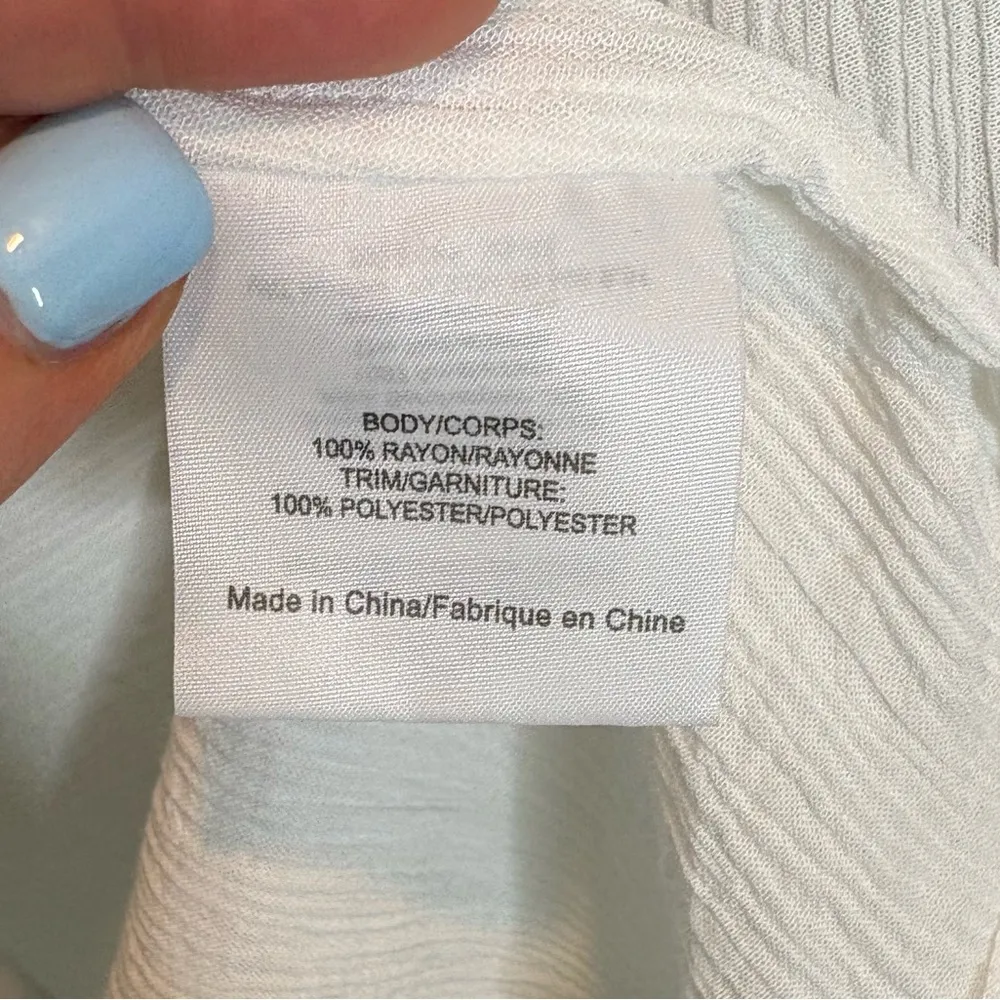 BODY/CORPS:
100% RAYON/RAYONNE
TRIM/GARNITURE:
100% POLYESTER/POLYESTER
Made in China/Fabrique en Chine